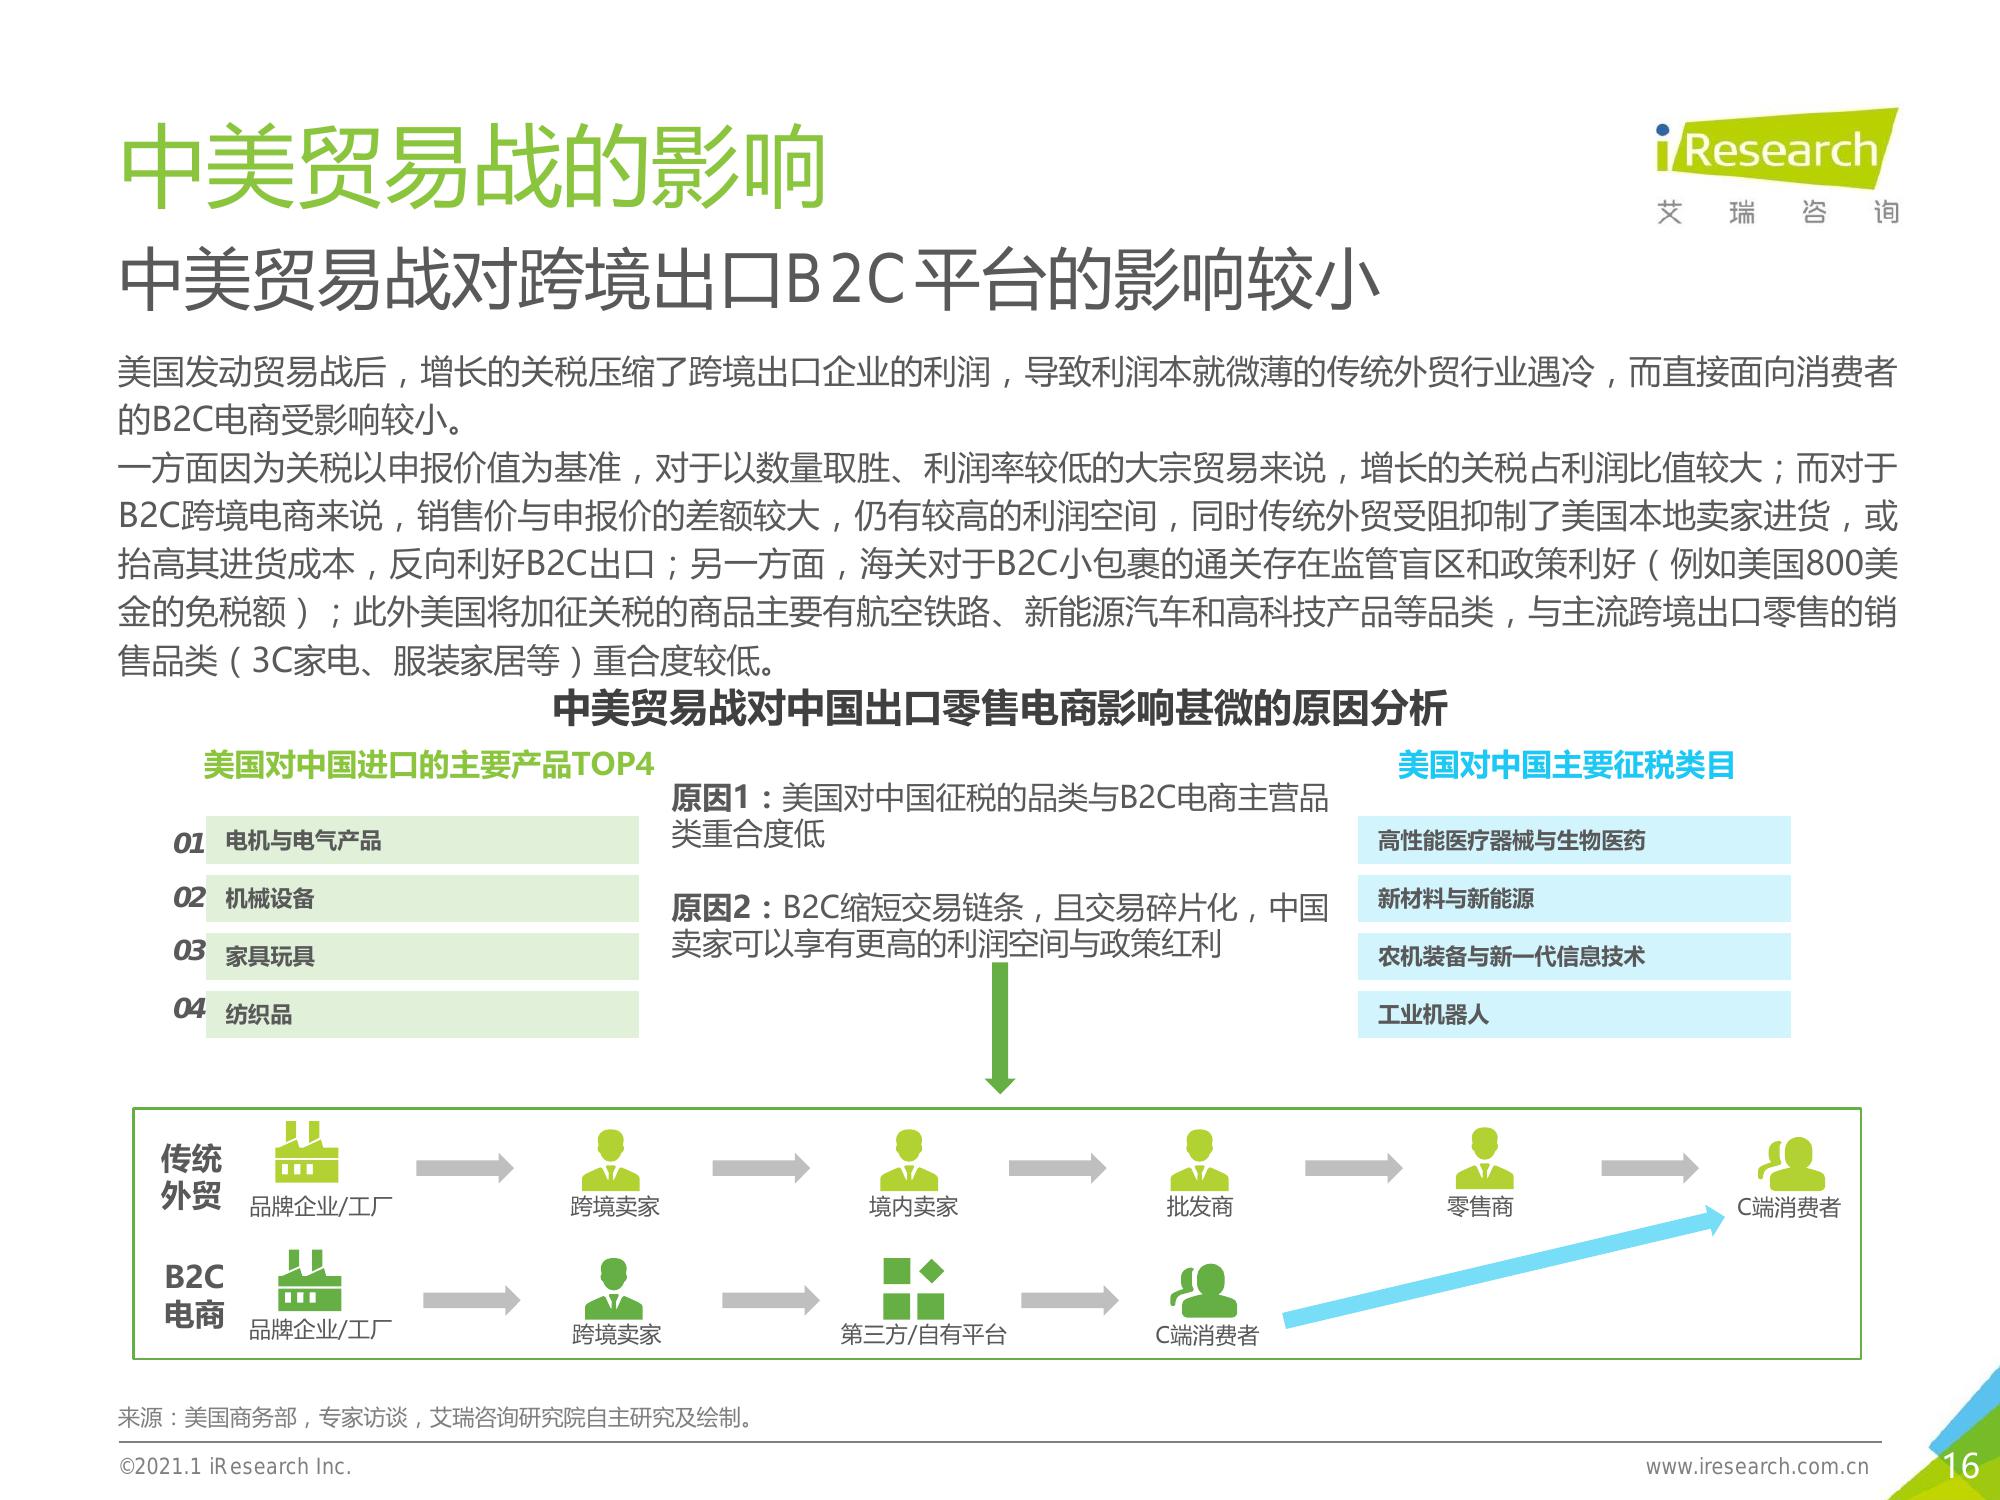 中美贸易战的影响
iResearch
艾瑞咨询
中美贸易战对跨境出口B2C平台的影响较小
美国发动贸易战后，增长的关税压缩了跨境出口企业的利润，导致利润本就微薄的传统外贸行业遇冷，而直接面向消费者
的B2C电商受影响较小。
一方面因为关税以申报价值为基准，对于以数量取胜、利润率较低的大宗贸易来说，增长的关税占利润比值较大；而对于
B2C跨境电商来说，销售价与申报价的差额较大，仍有较高的利润空间，同时传统外贸受阻抑制了美国本地卖家进货，或
抬高其进货成本，反向利好B2C出口；另一方面，海关对于B2C小包裹的通关存在监管盲区和政策利好（例如美国800美
金的免税额）；此外美国将加征关税的商品主要有航空铁路、新能源汽车和高科技产品等品类，与主流跨境出口零售的销
售品类（3C家电、服装家居等）重合度较低。
中美贸易战对中国出口零售电商影响甚微的原因分析
美国对中国进口的主要产品TOP4
01 电机与电气产品
02 机械设备
03 家具玩具
04 纺织品
原因1：美国对中国征税的品类与B2C电商主营品
类重合度低
原因2：B2C缩短交易链条，且交易碎片化，中国
卖家可以享有更高的利润空间与政策红利
美国对中国主要征税类目
高性能医疗器械与生物医药
新材料与新能源
农机装备与新一代信息技术
工业机器人
传统
外贸
品牌企业/工厂
跨境卖家
境内卖家
批发商
零售商
C端消费者
B2C
电商
品牌企业/工厂
跨境卖家
第三方/自有平台
C端消费者
来源：美国商务部，专家访谈，艾瑞咨询研究院自主研究及绘制。
©2021.1 iResearch Inc.
www.iresearch.com.cn
16